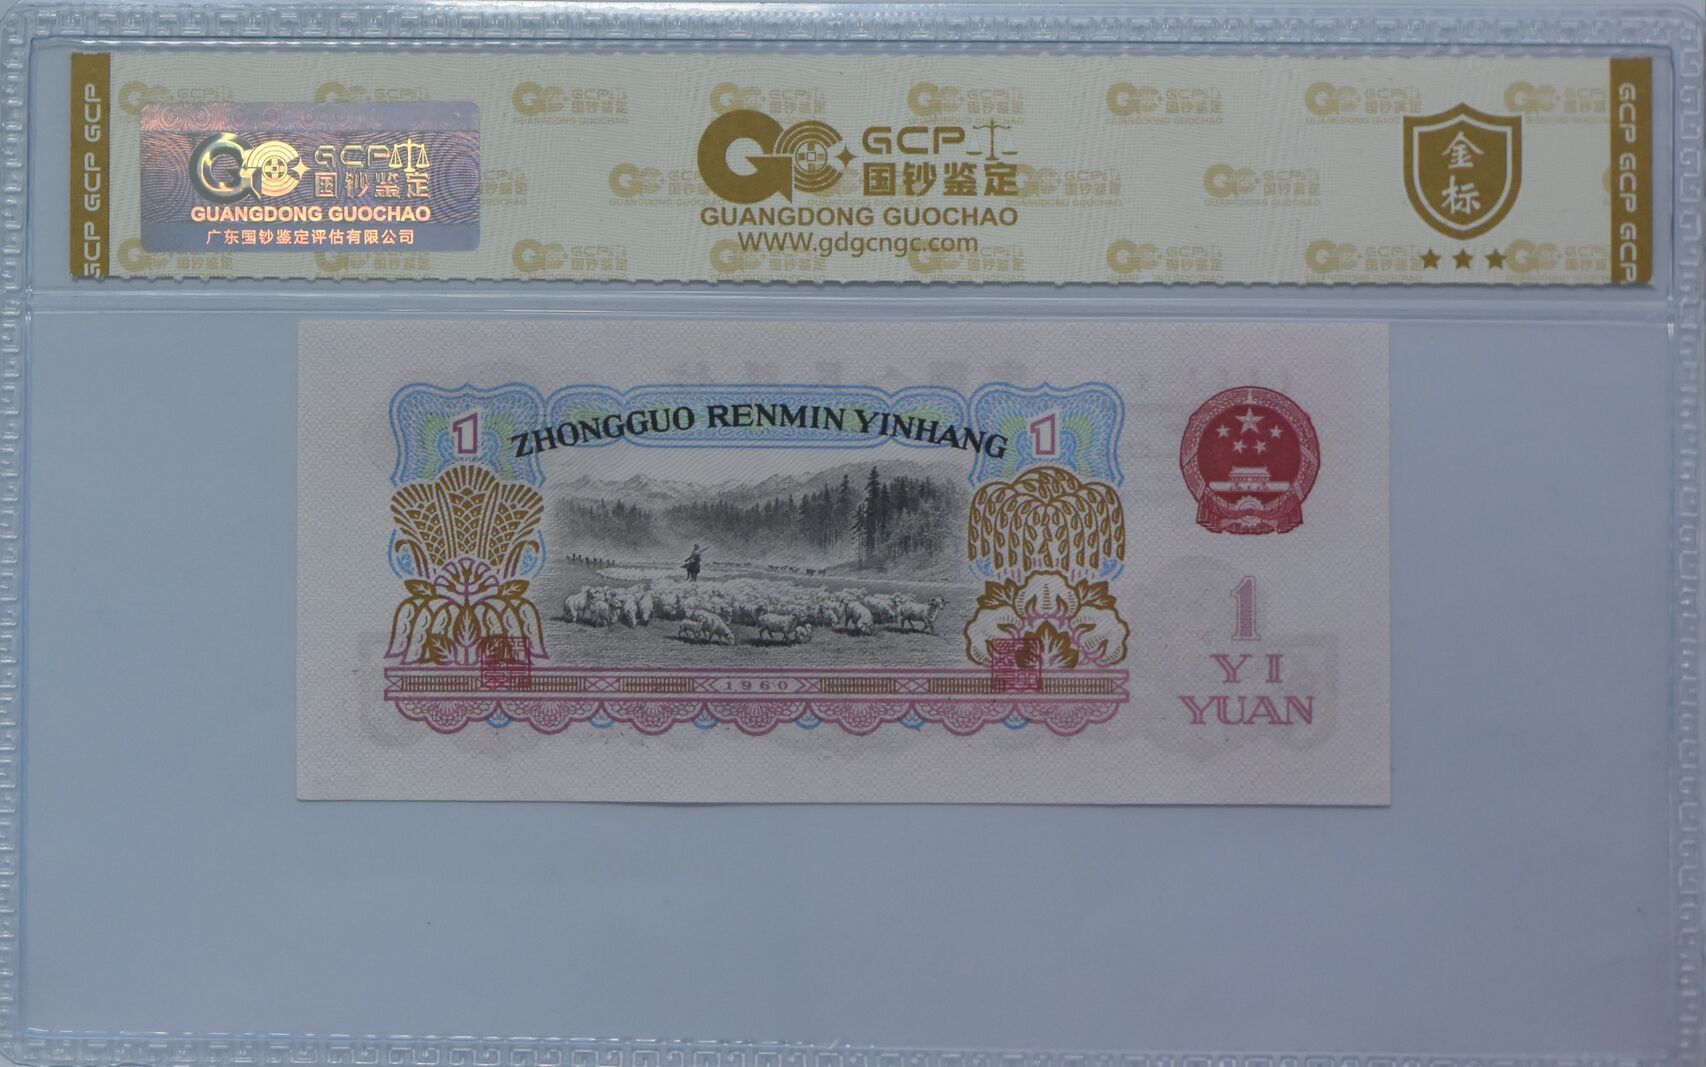 GCP GCP GCP
GCP 国钞鉴定
GUANGDONG GUOCHAO
广东国钞鉴定评估有限公司
GCP
国钞鉴定
GUANGDONG GUOCHAO
WWW.gdgcngc.com
金标
GCP GCP GCP
1
ZHONGGUO RENMIN YINHANG
1
1960
1
YI
YUAN